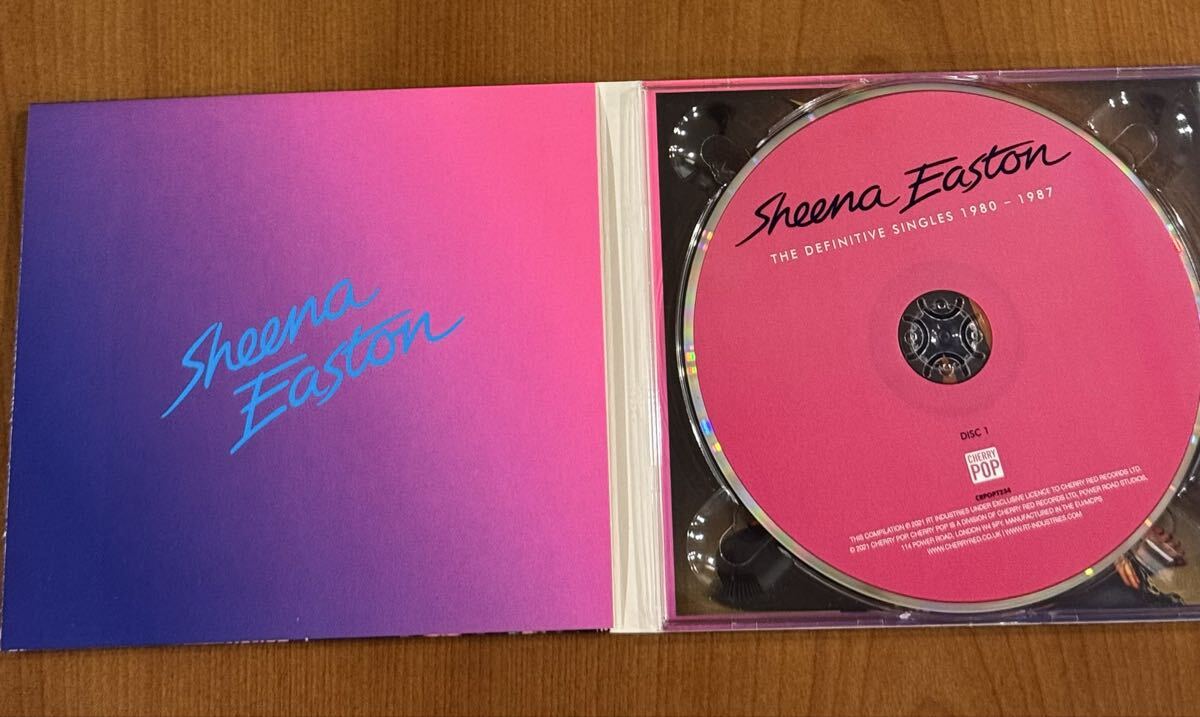 Sheena
Easton
Sheena Easton
THE DEFINITIVE SINGLES 1980 – 1987
DISC 1
CHERRY
POP
CRPOPT234
THIS COMPILATION ℗ 2021 RT INDUSTRIES UNDER EXCLUSIVE LICENCE TO CHERRY RED RECORDS LTD.
© 2021 CHERRY POP. CHERRY POP IS A DIVISION OF CHERRY RED RECORDS LTD, POWER ROAD STUDIOS,
114 POWER ROAD, LONDON W4 5PY. MANUFACTURED IN THE EU/MCPS
WWW.CHERRYRED.CO.UK | WWW.RT-INDUSTRIES.COM